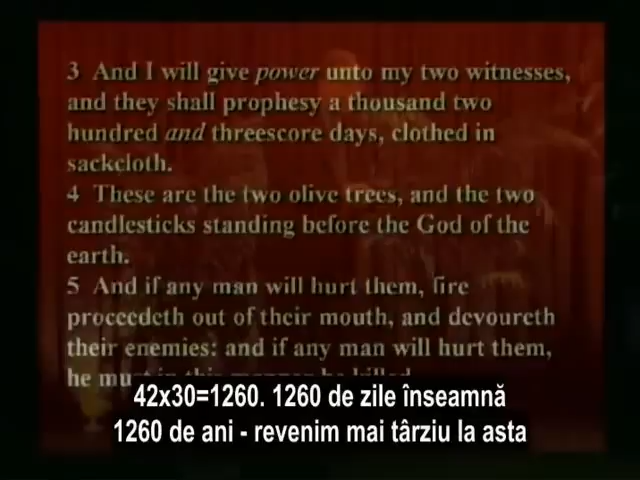 3 And I will give power unto my two witnesses,
and they shall prophesy a thousand two
hundred and threescore days, clothed in
sackcloth.
4 These are the two olive trees, and the two
candlesticks standing before the God of the
earth.
5 And if any man will hurt them, fire
proceedeth out of their mouth, and devoureth
their enemies: and if any man will hurt them,
he must in this manner be killed.
42x30=1260. 1260 de zile înseamnă
1260 de ani - revenim mai târziu la asta